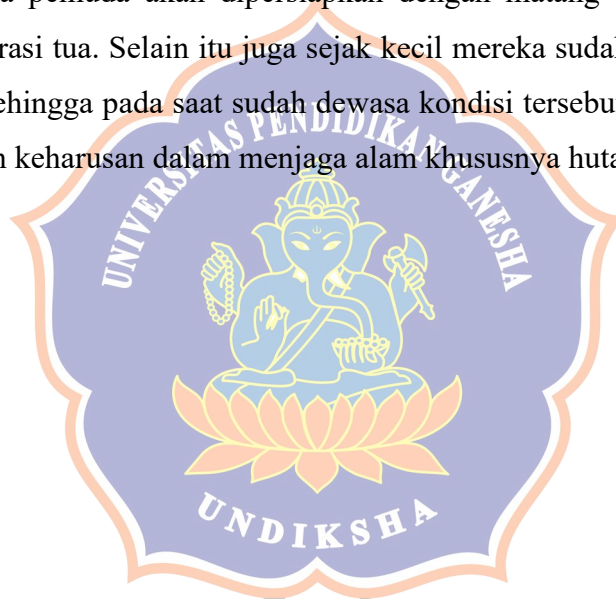 pemuda akan dipersiapkan dengan matang
rasi tua. Selain itu juga sejak kecil mereka sudah
ehingga pada saat sudah dewasa kondisi tersebu
keharusan dalam menjaga alam khususnya huta
UNIVERSITAS PENDIDIKAN GANESHA
UNDIKSHA